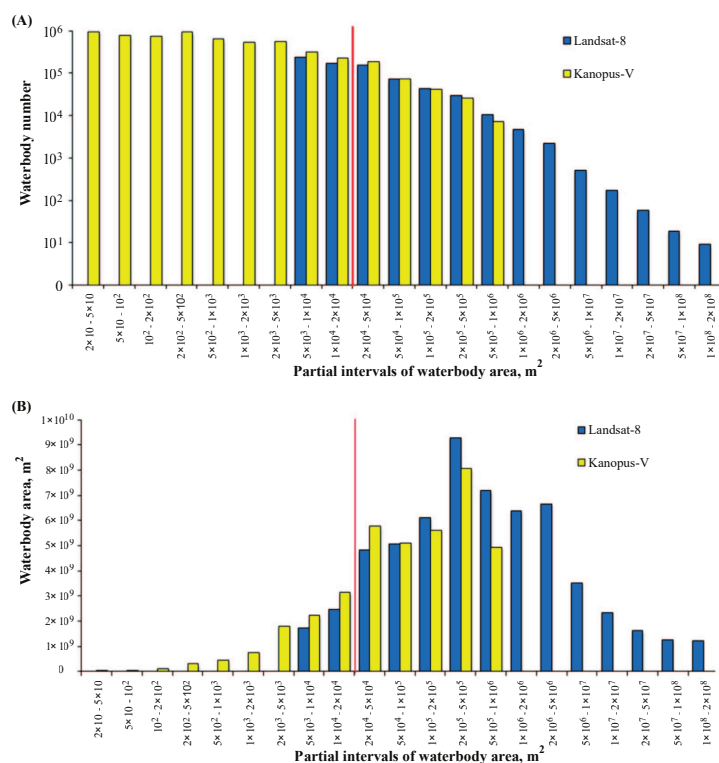 (A)
10⁶
10⁵
10⁴
10³
10²
10¹
0
Waterbody number
Landsat-8
Kanopus-V
2×10 - 5×10
5×10 - 10²
10² - 2×10²
2×10² - 5×10²
5×10² - 1×10³
1×10³ - 2×10³
2×10³ - 5×10³
5×10³ - 1×10⁴
1×10⁴ - 2×10⁴
2×10⁴ - 5×10⁴
5×10⁴ - 1×10⁵
1×10⁵ - 2×10⁵
2×10⁵ - 5×10⁵
5×10⁵ - 1×10⁶
1×10⁶ - 2×10⁶
2×10⁶ - 5×10⁶
5×10⁶ - 1×10⁷
1×10⁷ - 2×10⁷
2×10⁷ - 5×10⁷
5×10⁷ - 1×10⁸
1×10⁸ - 2×10⁸
Partial intervals of waterbody area, m²
(B)
1×10¹⁰
9×10⁹
8×10⁹
7×10⁹
6×10⁹
5×10⁹
4×10⁹
3×10⁹
2×10⁹
1×10⁹
0
Waterbody area, m²
Landsat-8
Kanopus-V
2×10 - 5×10
5×10 - 10²
10² - 2×10²
2×10² - 5×10²
5×10² - 1×10³
1×10³ - 2×10³
2×10³ - 5×10³
5×10³ - 1×10⁴
1×10⁴ - 2×10⁴
2×10⁴ - 5×10⁴
5×10⁴ - 1×10⁵
1×10⁵ - 2×10⁵
2×10⁵ - 5×10⁵
5×10⁵ - 1×10⁶
1×10⁶ - 2×10⁶
2×10⁶ - 5×10⁶
5×10⁶ - 1×10⁷
1×10⁷ - 2×10⁷
2×10⁷ - 5×10⁷
5×10⁷ - 1×10⁸
1×10⁸ - 2×10⁸
Partial intervals of waterbody area, m²